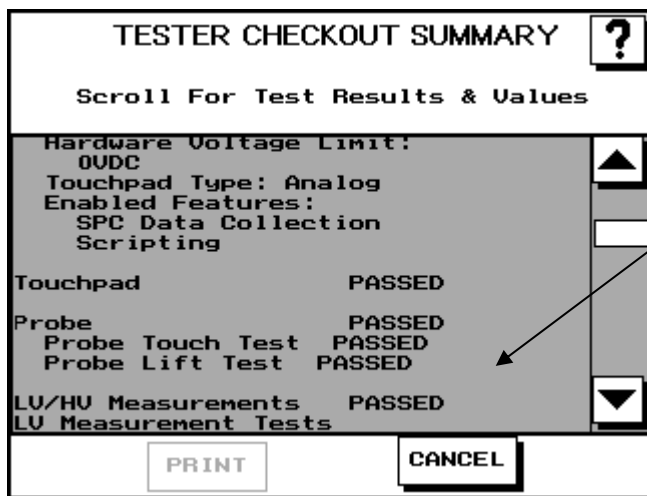 TESTER CHECKOUT SUMMARY
?
Scroll For Test Results & Values
Hardware Voltage Limit:
0VDC
Touchpad Type: Analog
Enabled Features:
SPC Data Collection
Scripting
Touchpad PASSED
Probe PASSED
Probe Touch Test PASSED
Probe Lift Test PASSED
LV/HV Measurements PASSED
LV Measurement Tests
PRINT
CANCEL